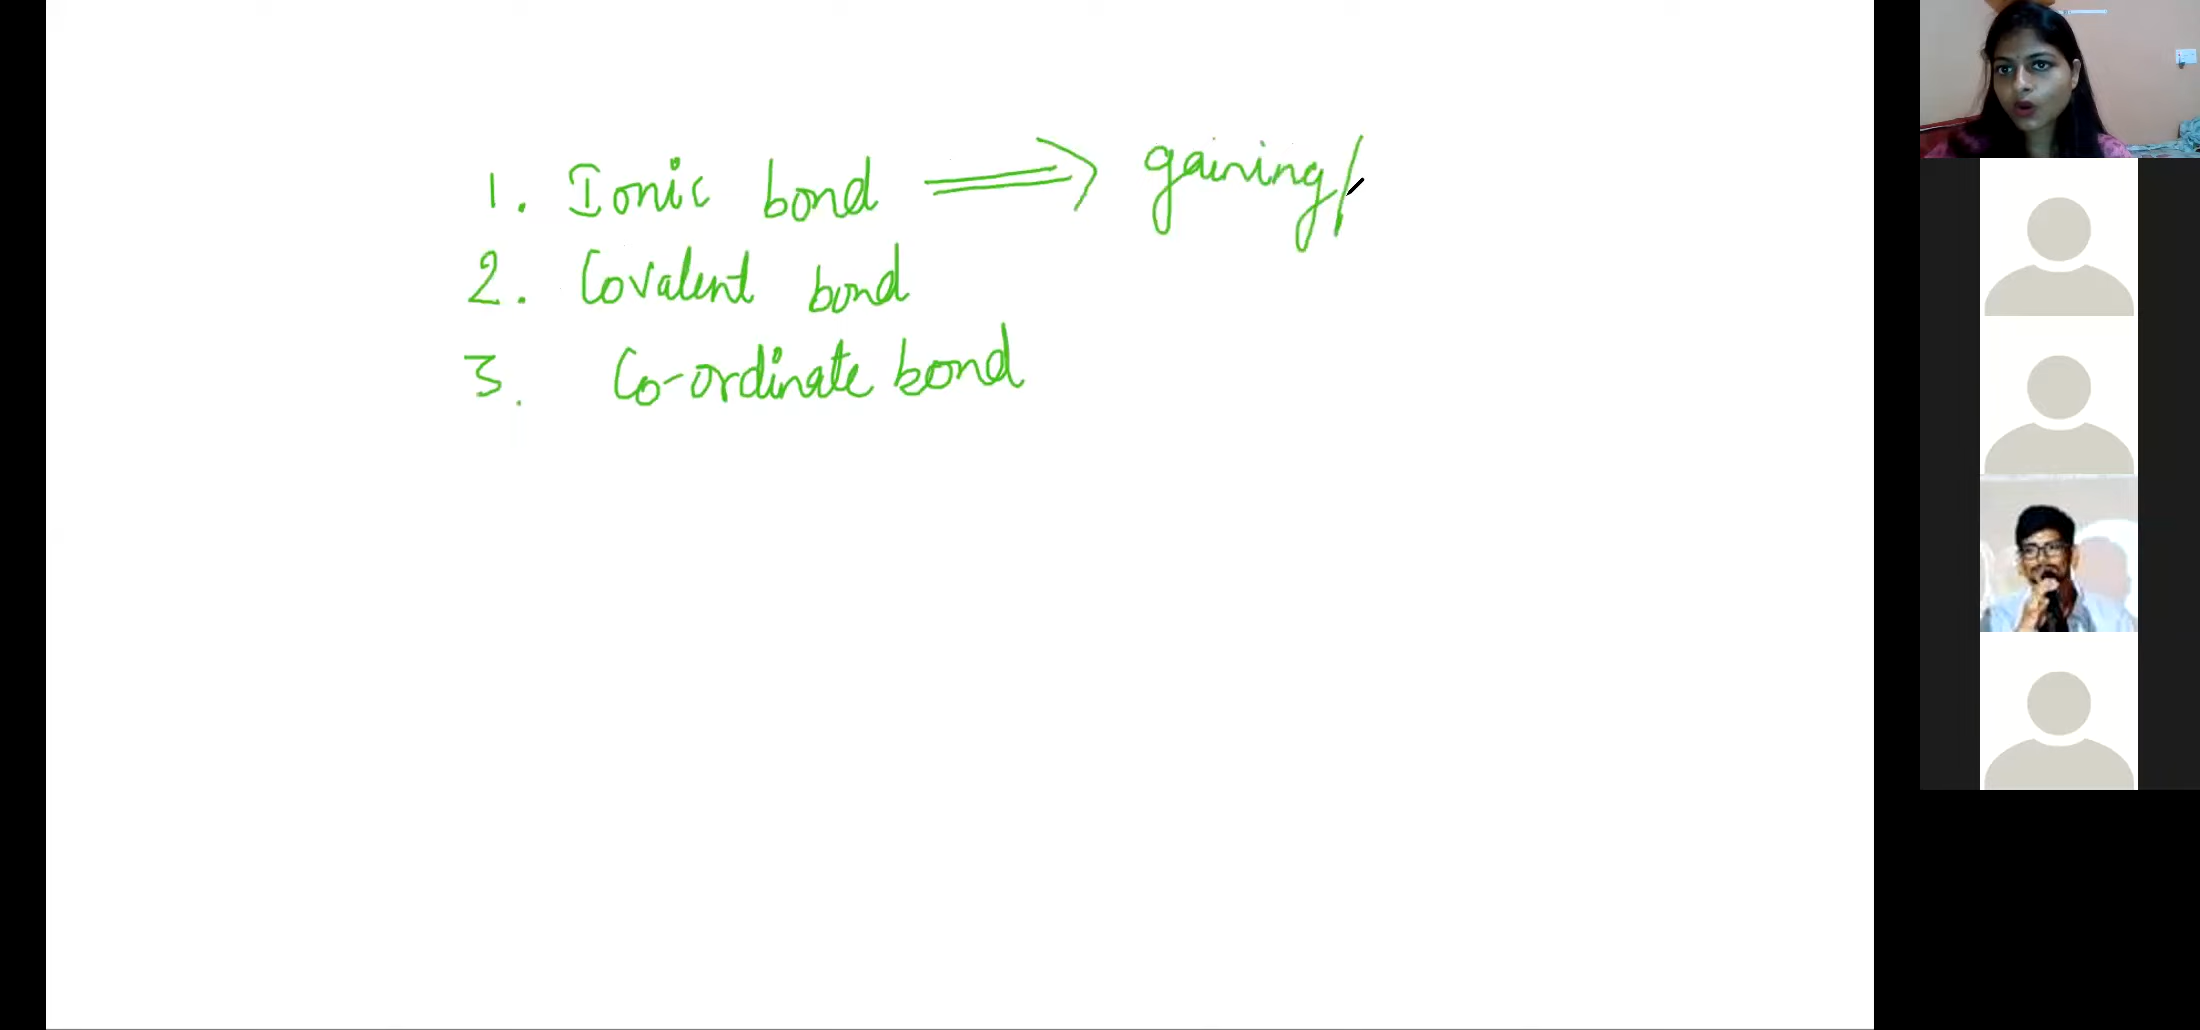 1. Ionic bond ⟹ gaining/
2. Covalent bond
3. Co-ordinate bond